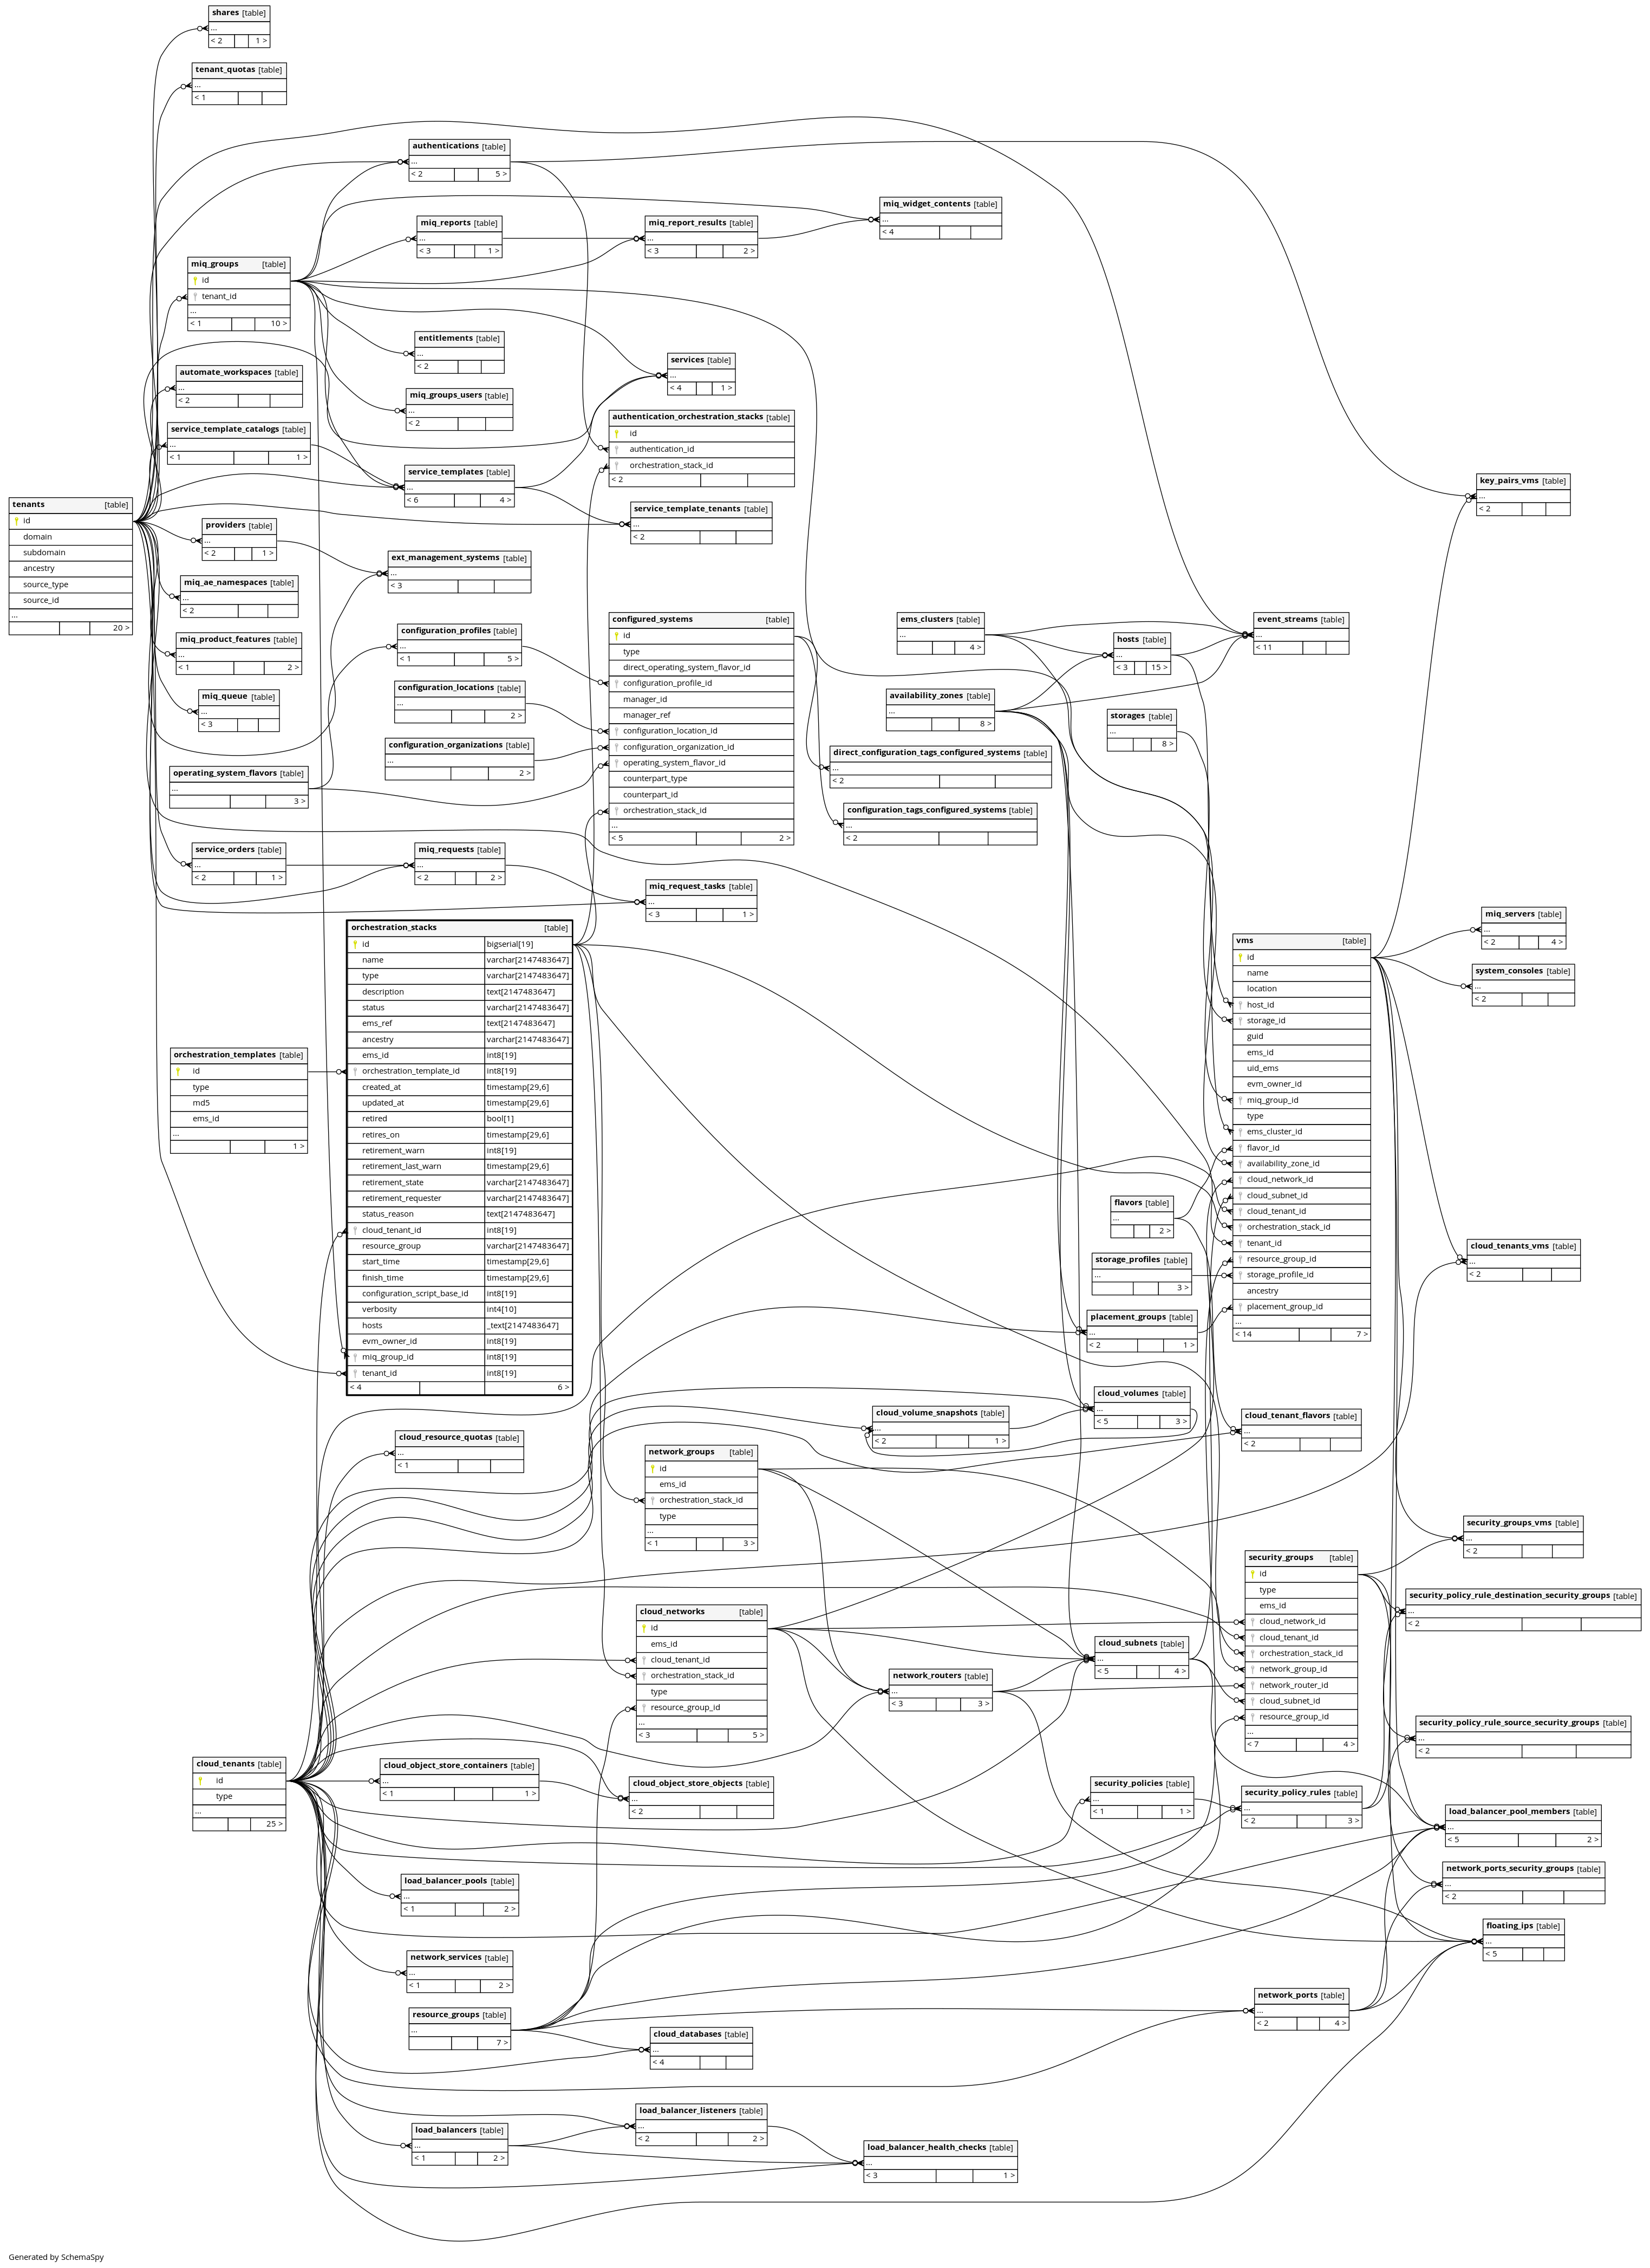 shares [table]
...
< 2 1 >
tenant_quotas [table]
...
< 1
authentications [table]
...
< 2 5 >
miq_widget_contents [table]
...
< 4
miq_reports [table]
...
< 3 1 >
miq_report_results [table]
...
< 3 2 >
miq_groups [table]
id
tenant_id
...
< 1 10 >
entitlements [table]
...
< 2
services [table]
...
< 4 1 >
automate_workspaces [table]
...
< 2
miq_groups_users [table]
...
< 2
authentication_orchestration_stacks [table]
id
authentication_id
orchestration_stack_id
< 2
service_template_catalogs [table]
...
< 1 1 >
service_templates [table]
...
< 6 4 >
key_pairs_vms [table]
...
< 2
tenants [table]
id
domain
subdomain
ancestry
source_type
source_id
...
20 >
service_template_tenants [table]
...
< 2
providers [table]
...
< 2 1 >
ext_management_systems [table]
...
< 3
miq_ae_namespaces [table]
...
< 2
configured_systems [table]
id
type
direct_operating_system_flavor_id
configuration_profile_id
manager_id
manager_ref
configuration_location_id
configuration_organization_id
operating_system_flavor_id
counterpart_type
counterpart_id
orchestration_stack_id
...
< 5 2 >
ems_clusters [table]
...
4 >
event_streams [table]
...
< 11
configuration_profiles [table]
...
< 1 5 >
hosts [table]
...
< 3 15 >
miq_product_features [table]
...
< 1 2 >
configuration_locations [table]
...
2 >
miq_queue [table]
...
< 3
availability_zones [table]
...
8 >
storages [table]
...
8 >
configuration_organizations [table]
...
2 >
direct_configuration_tags_configured_systems [table]
...
< 2
operating_system_flavors [table]
...
3 >
configuration_tags_configured_systems [table]
...
< 2
service_orders [table]
...
< 2 1 >
miq_requests [table]
...
< 2 2 >
miq_request_tasks [table]
...
< 3 1 >
orchestration_stacks [table]
id bigserial[19]
name varchar[2147483647]
type varchar[2147483647]
description text[2147483647]
status varchar[2147483647]
ems_ref text[2147483647]
ancestry varchar[2147483647]
ems_id int8[19]
orchestration_template_id int8[19]
created_at timestamp[29,6]
updated_at timestamp[29,6]
retired bool[1]
retires_on timestamp[29,6]
retirement_warn int8[19]
retirement_last_warn timestamp[29,6]
retirement_state varchar[2147483647]
retirement_requester varchar[2147483647]
status_reason text[2147483647]
cloud_tenant_id int8[19]
resource_group varchar[2147483647]
start_time timestamp[29,6]
finish_time timestamp[29,6]
configuration_script_base_id int8[19]
verbosity int4[10]
hosts _text[2147483647]
evm_owner_id int8[19]
miq_group_id int8[19]
tenant_id int8[19]
< 4 6 >
miq_servers [table]
...
< 2 4 >
vms [table]
id
name
location
host_id
storage_id
guid
ems_id
uid_ems
evm_owner_id
miq_group_id
type
ems_cluster_id
flavor_id
availability_zone_id
cloud_network_id
cloud_subnet_id
cloud_tenant_id
orchestration_stack_id
tenant_id
resource_group_id
storage_profile_id
ancestry
placement_group_id
...
< 14 7 >
system_consoles [table]
...
< 2
orchestration_templates [table]
id
type
md5
ems_id
...
1 >
flavors [table]
...
2 >
cloud_tenants_vms [table]
...
< 2
storage_profiles [table]
...
3 >
placement_groups [table]
...
< 2 1 >
cloud_volumes [table]
...
< 5 3 >
cloud_volume_snapshots [table]
...
< 2 1 >
cloud_tenant_flavors [table]
...
< 2
cloud_resource_quotas [table]
...
< 1
network_groups [table]
id
ems_id
orchestration_stack_id
type
...
< 1 3 >
security_groups_vms [table]
...
< 2
security_groups [table]
id
type
ems_id
cloud_network_id
cloud_tenant_id
orchestration_stack_id
network_group_id
network_router_id
cloud_subnet_id
resource_group_id
...
< 7 4 >
security_policy_rule_destination_security_groups [table]
...
< 2
cloud_networks [table]
id
ems_id
cloud_tenant_id
orchestration_stack_id
type
resource_group_id
...
< 3 5 >
cloud_subnets [table]
...
< 5 4 >
network_routers [table]
...
< 3 3 >
security_policy_rule_source_security_groups [table]
...
< 2
cloud_tenants [table]
id
type
...
25 >
cloud_object_store_containers [table]
...
< 1 1 >
cloud_object_store_objects [table]
...
< 2
security_policies [table]
...
< 1 1 >
security_policy_rules [table]
...
< 2 3 >
load_balancer_pool_members [table]
...
< 5 2 >
load_balancer_pools [table]
...
< 1 2 >
network_ports_security_groups [table]
...
< 2
floating_ips [table]
...
< 5
network_services [table]
...
< 1 2 >
network_ports [table]
...
< 2 4 >
resource_groups [table]
...
7 >
cloud_databases [table]
...
< 4
load_balancer_listeners [table]
...
< 2 2 >
load_balancers [table]
...
< 1 2 >
load_balancer_health_checks [table]
...
< 3 1 >
Generated by SchemaSpy